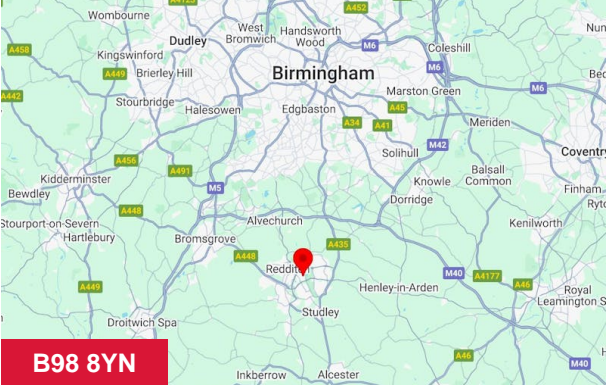 A4123
A452
Wombourne
Handsworth
Wood
West
Bromwich
Dudley
M6
Coleshill
A458
Kingswinford
Birmingham
M6
A449
Brierley Hill
Marston Green
M6
A442
Stourbridge
Halesowen
Edgbaston
A45
A34
A41
Meriden
M42
Coventry
Solihull
A456
A491
Balsall
Common
Kidderminster
M5
Knowle
Bewdley
Dorridge
Finham
A448
Stourport-on-Severn
Alvechurch
Kenilworth
Hartlebury
Bromsgrove
A435
A448
Redditch
M40
A4177
A46
A449
Henley-in-Arden
Royal
Leamington S
Studley
Droitwich Spa
B98 8YN
A46
M40
Inkberrow
Alcester